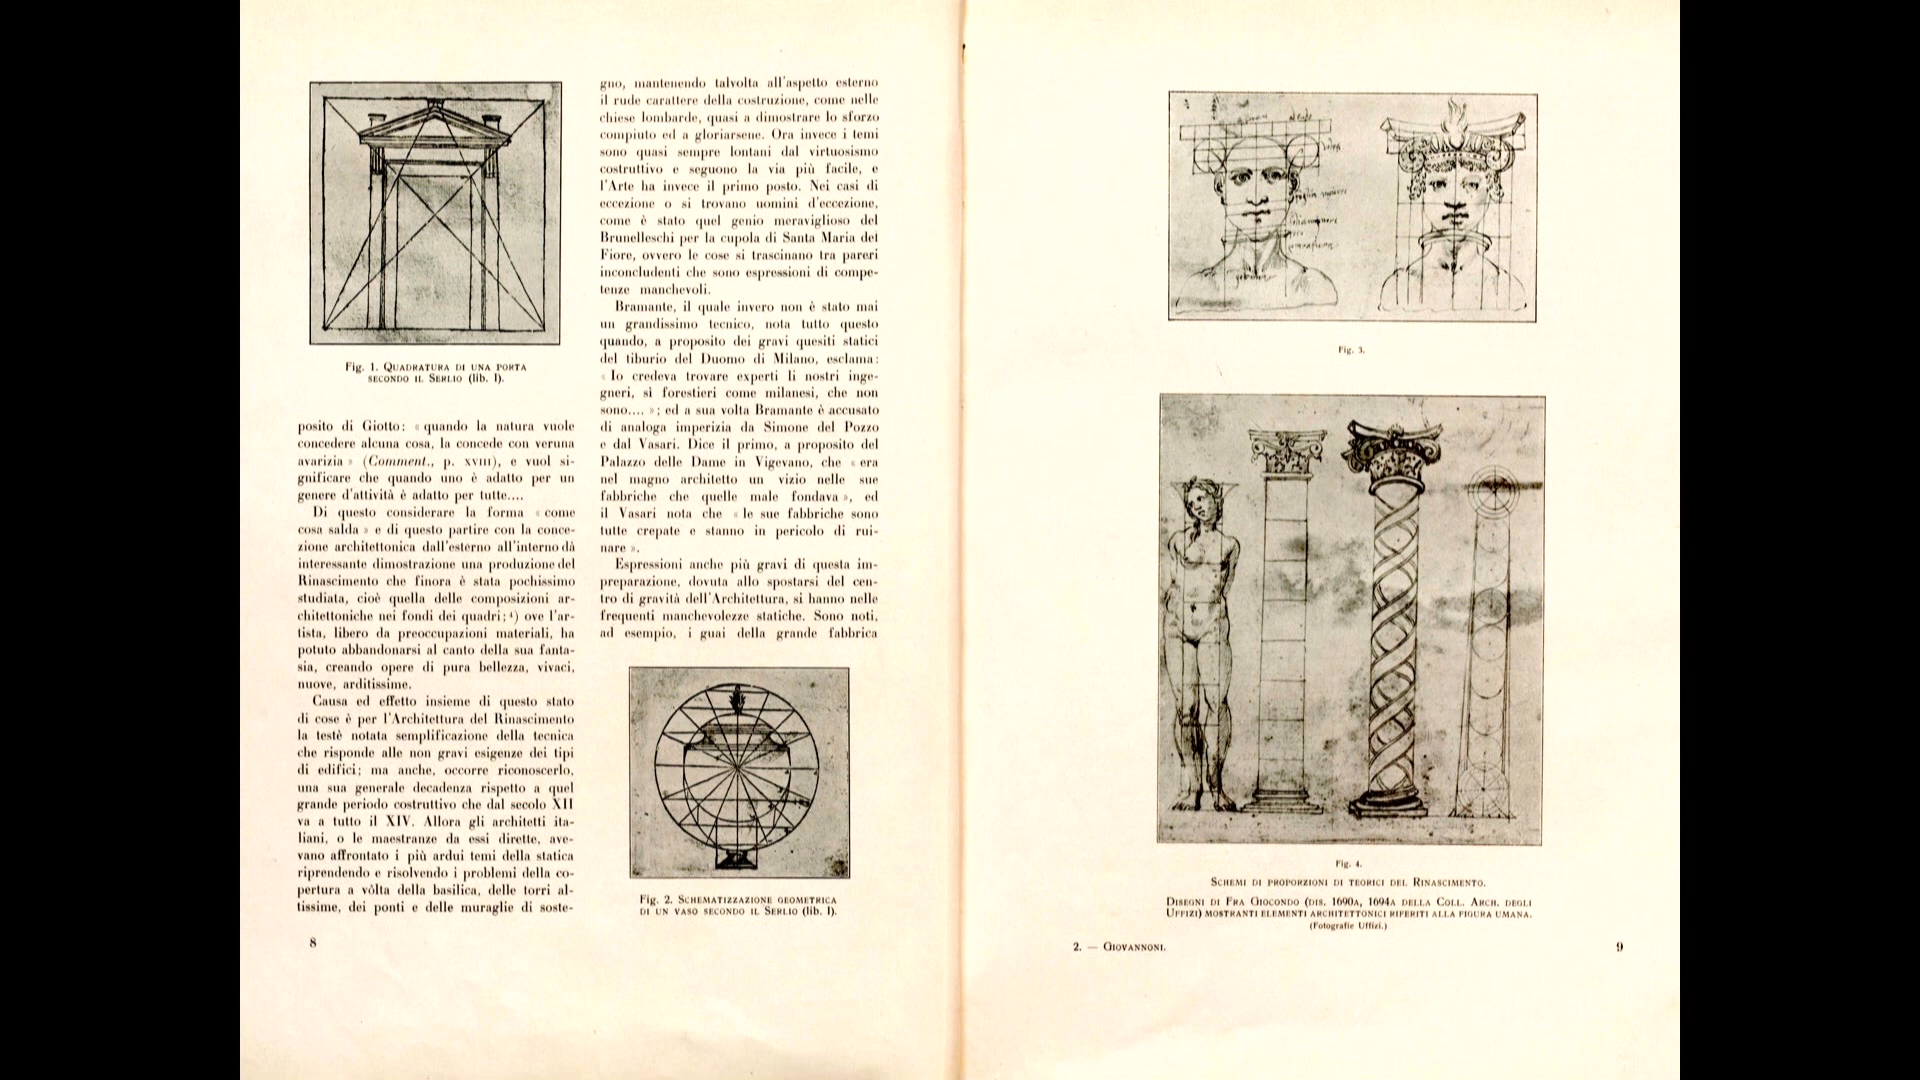 Fig. 1. Quadratura di una porta
secondo il Serlio (lib. I).
posito di Giotto: « quando la natura vuole
concedere alcuna cosa, la concede con veruna
avarizia » (Comment., p. xviii), e vuol si-
gnificare che quando uno è adatto per un
genere d'attività è adatto per tutte....
Di questo considerare la forma « come
cosa salda » e di questo partire con la conce-
zione architettonica dall'esterno all'interno dà
interessante dimostrazione una produzione del
Rinascimento che finora è stata pochissimo
studiata, cioè quella delle composizioni ar-
chitettoniche nei fondi dei quadri; ⁴) ove l'ar-
tista, libero da preoccupazioni materiali, ha
potuto abbandonarsi al canto della sua fanta-
sia, creando opere di pura bellezza, vivaci,
nuove, arditissime.
Causa ed effetto insieme di questo stato
di cose è per l'Architettura del Rinascimento
la testè notata semplificazione della tecnica
che risponde alle non gravi esigenze dei tipi
di edifici; ma anche, occorre riconoscerlo,
una sua generale decadenza rispetto a quel
grande periodo costruttivo che dal secolo XII
va a tutto il XIV. Allora gli architetti ita-
liani, o le maestranze da essi dirette, ave-
vano affrontato i più ardui temi della statica
riprendendo e risolvendo i problemi della co-
pertura a vôlta della basilica, delle torri al-
tissime, dei ponti e delle muraglie di soste-
8
gno, mantenendo talvolta all'aspetto esterno
il rude carattere della costruzione, come nelle
chiese lombarde, quasi a dimostrare lo sforzo
compiuto ed a gloriarsene. Ora invece i temi
sono quasi sempre lontani dal virtuosismo
costruttivo e seguono la via più facile, e
l'Arte ha invece il primo posto. Nei casi di
eccezione o si trovano uomini d'eccezione,
come è stato quel genio meraviglioso del
Brunelleschi per la cupola di Santa Maria del
Fiore, ovvero le cose si trascinano tra pareri
inconcludenti che sono espressioni di compe-
tenze manchevoli.
Bramante, il quale invero non è stato mai
un grandissimo tecnico, nota tutto questo
quando, a proposito dei gravi quesiti statici
del tiburio del Duomo di Milano, esclama:
« Io credeva trovare experti li nostri inge-
gneri, sì forestieri come milanesi, che non
sono.... »; ed a sua volta Bramante è accusato
di analoga imperizia da Simone del Pozzo
e dal Vasari. Dice il primo, a proposito del
Palazzo delle Dame in Vigevano, che « era
nel magno architetto un vizio nelle sue
fabbriche che quelle male fondava », ed
il Vasari nota che « le sue fabbriche sono
tutte crepate e stanno in pericolo di rui-
nare ».
Espressioni anche più gravi di questa im-
preparazione, dovuta allo spostarsi del cen-
tro di gravità dell'Architettura, si hanno nelle
frequenti manchevolezze statiche. Sono noti,
ad esempio, i guai della grande fabbrica
Fig. 2. Schematizzazione geometrica
di un vaso secondo il Serlio (lib. I).
Fig. 3.
Fig. 4.
Schemi di proporzioni di teorici del Rinascimento.
Disegni di Fra Giocondo (dis. 1690a, 1694a della Coll. Arch. degli
Uffizi) mostranti elementi architettonici riferiti alla figura umana.
(Fotografie Uffizi.)
2. — Giovannoni.
9